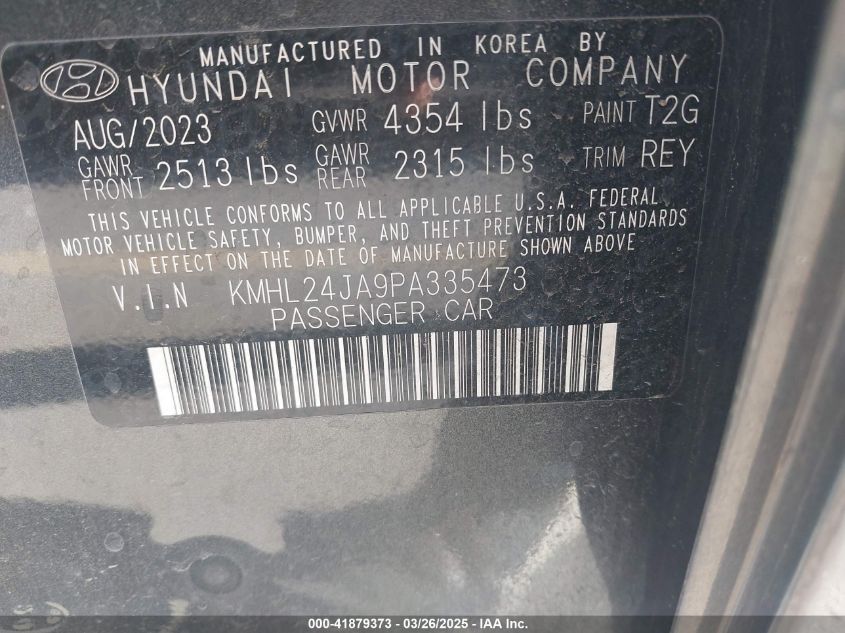 MANUFACTURED IN KOREA BY
HYUNDAI MOTOR COMPANY
AUG/2023 GVWR 4354 lbs PAINT T2G
GAWR FRONT 2513 lbs GAWR REAR 2315 lbs TRIM REY
THIS VEHICLE CONFORMS TO ALL APPLICABLE U.S.A. FEDERAL
MOTOR VEHICLE SAFETY, BUMPER, AND THEFT PREVENTION STANDARDS
IN EFFECT ON THE DATE OF MANUFACTURE SHOWN ABOVE
V.I.N KMHL24JA9PA335473
PASSENGER CAR
000-41879373 - 03/26/2025 - IAA Inc.